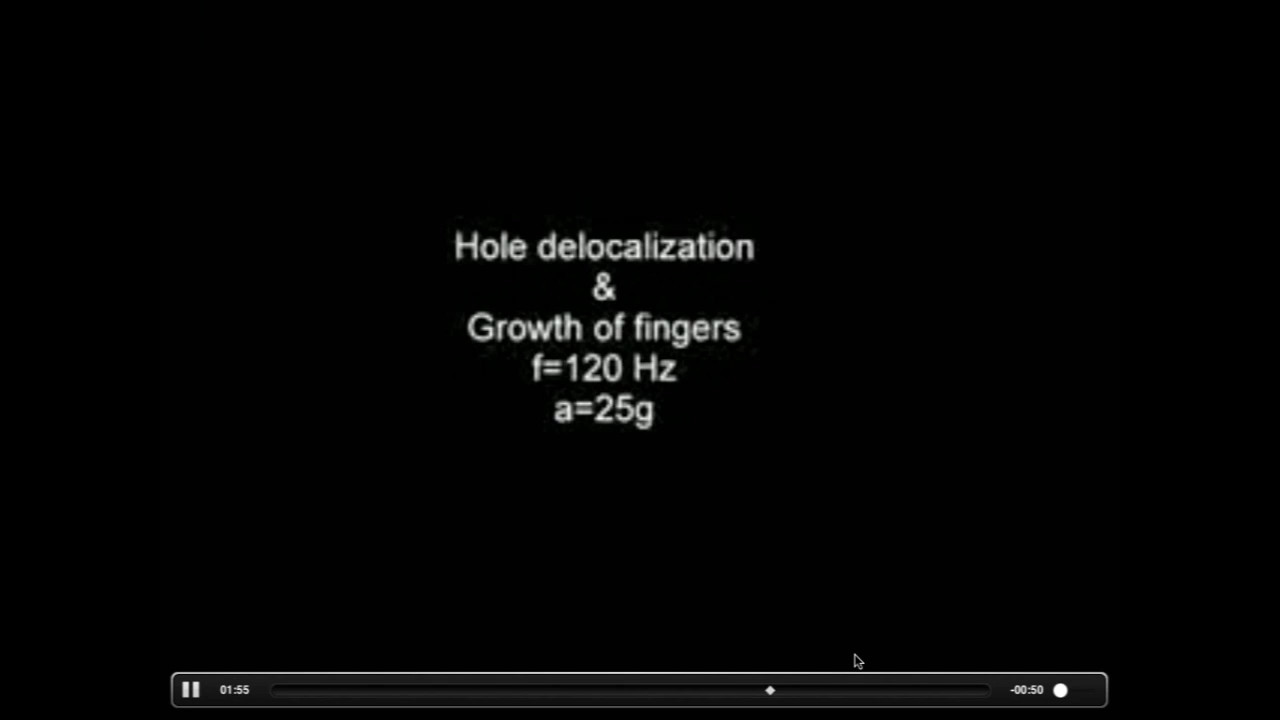 Hole delocalization
&
Growth of fingers
f=120 Hz
a=25g
01:55 -00:50